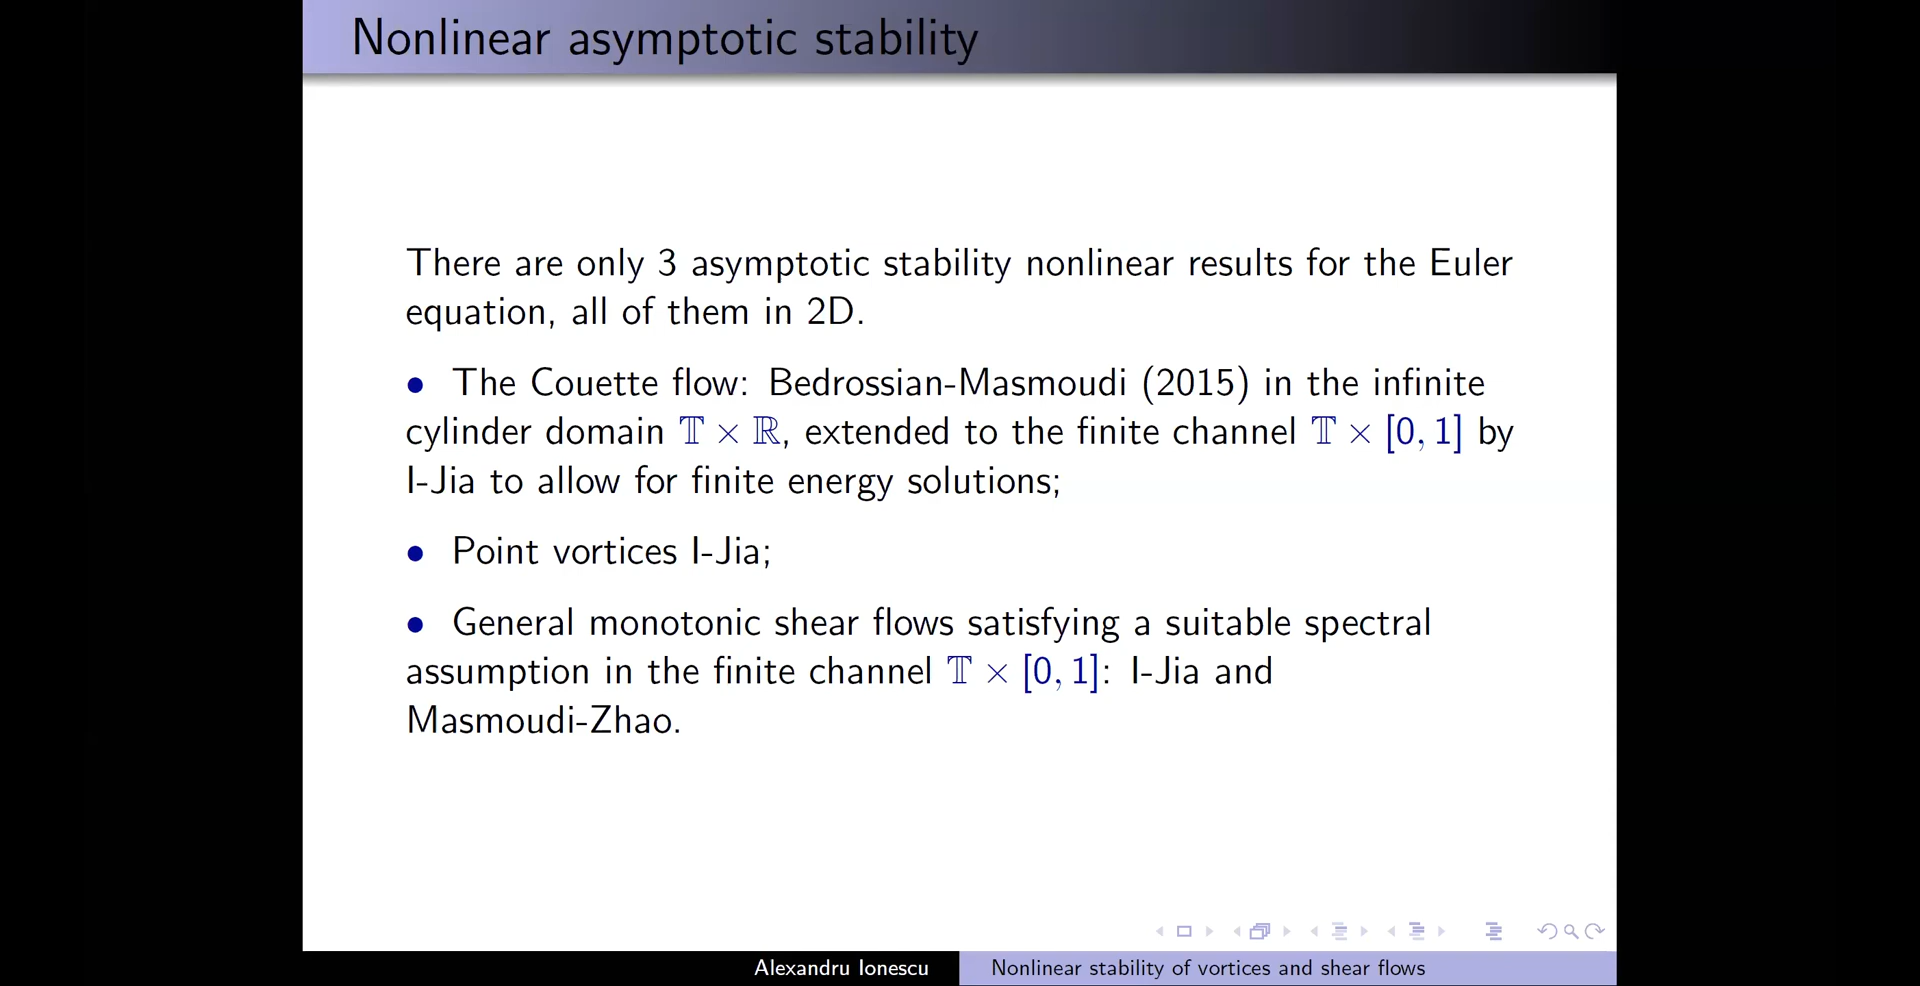 Nonlinear asymptotic stability
There are only 3 asymptotic stability nonlinear results for the Euler
equation, all of them in 2D.
• The Couette flow: Bedrossian-Masmoudi (2015) in the infinite
cylinder domain 𝕋 × ℝ, extended to the finite channel 𝕋 × [0, 1] by
I-Jia to allow for finite energy solutions;
• Point vortices I-Jia;
• General monotonic shear flows satisfying a suitable spectral
assumption in the finite channel 𝕋 × [0, 1]: I-Jia and
Masmoudi-Zhao.
Alexandru Ionescu
Nonlinear stability of vortices and shear flows